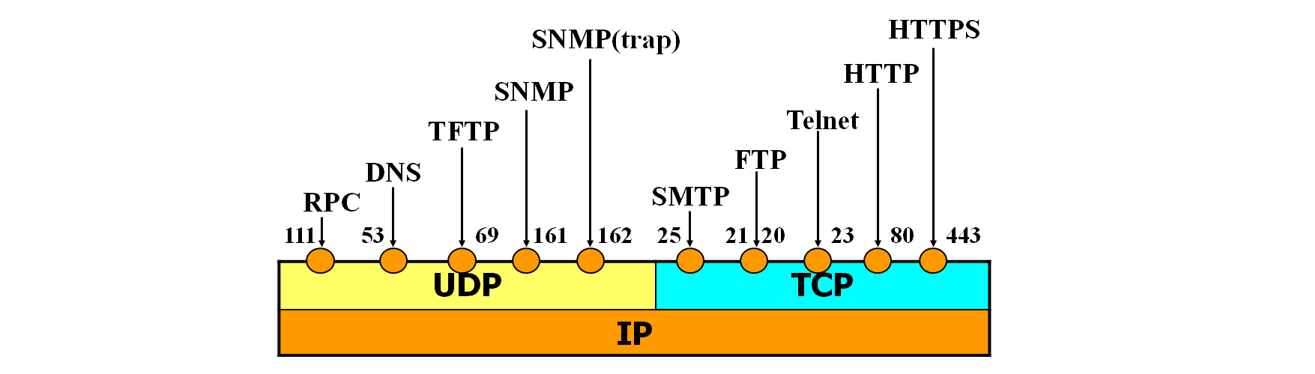 HTTPS
SNMP(trap)
HTTP
SNMP
Telnet
TFTP
FTP
DNS
SMTP
RPC
111 53 69 161 162 25 21 20 23 80 443
UDP TCP
IP